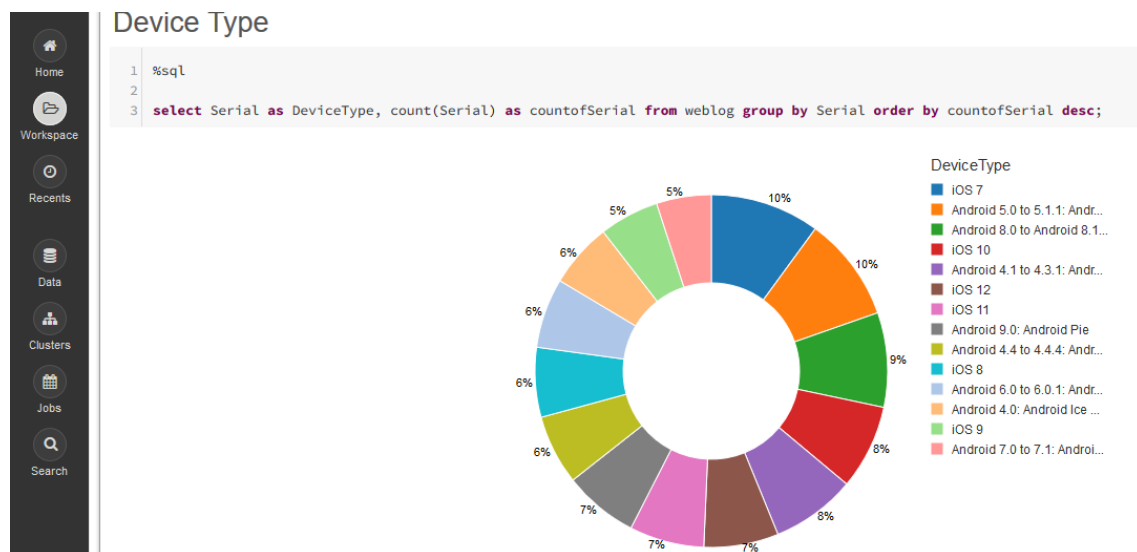 Device Type
Home
Workspace
Recents
Data
Clusters
Jobs
Search
1 %sql
2
3 select Serial as DeviceType, count(Serial) as countofSerial from weblog group by Serial order by countofSerial desc;
10%
10%
9%
8%
8%
7%
7%
7%
6%
6%
6%
6%
5%
5%
DeviceType
iOS 7
Android 5.0 to 5.1.1: Andr...
Android 8.0 to Android 8.1...
iOS 10
Android 4.1 to 4.3.1: Andr...
iOS 12
iOS 11
Android 9.0: Android Pie
Android 4.4 to 4.4.4: Andr...
iOS 8
Android 6.0 to 6.0.1: Andr...
Android 4.0: Android Ice ...
iOS 9
Android 7.0 to 7.1: Androi...